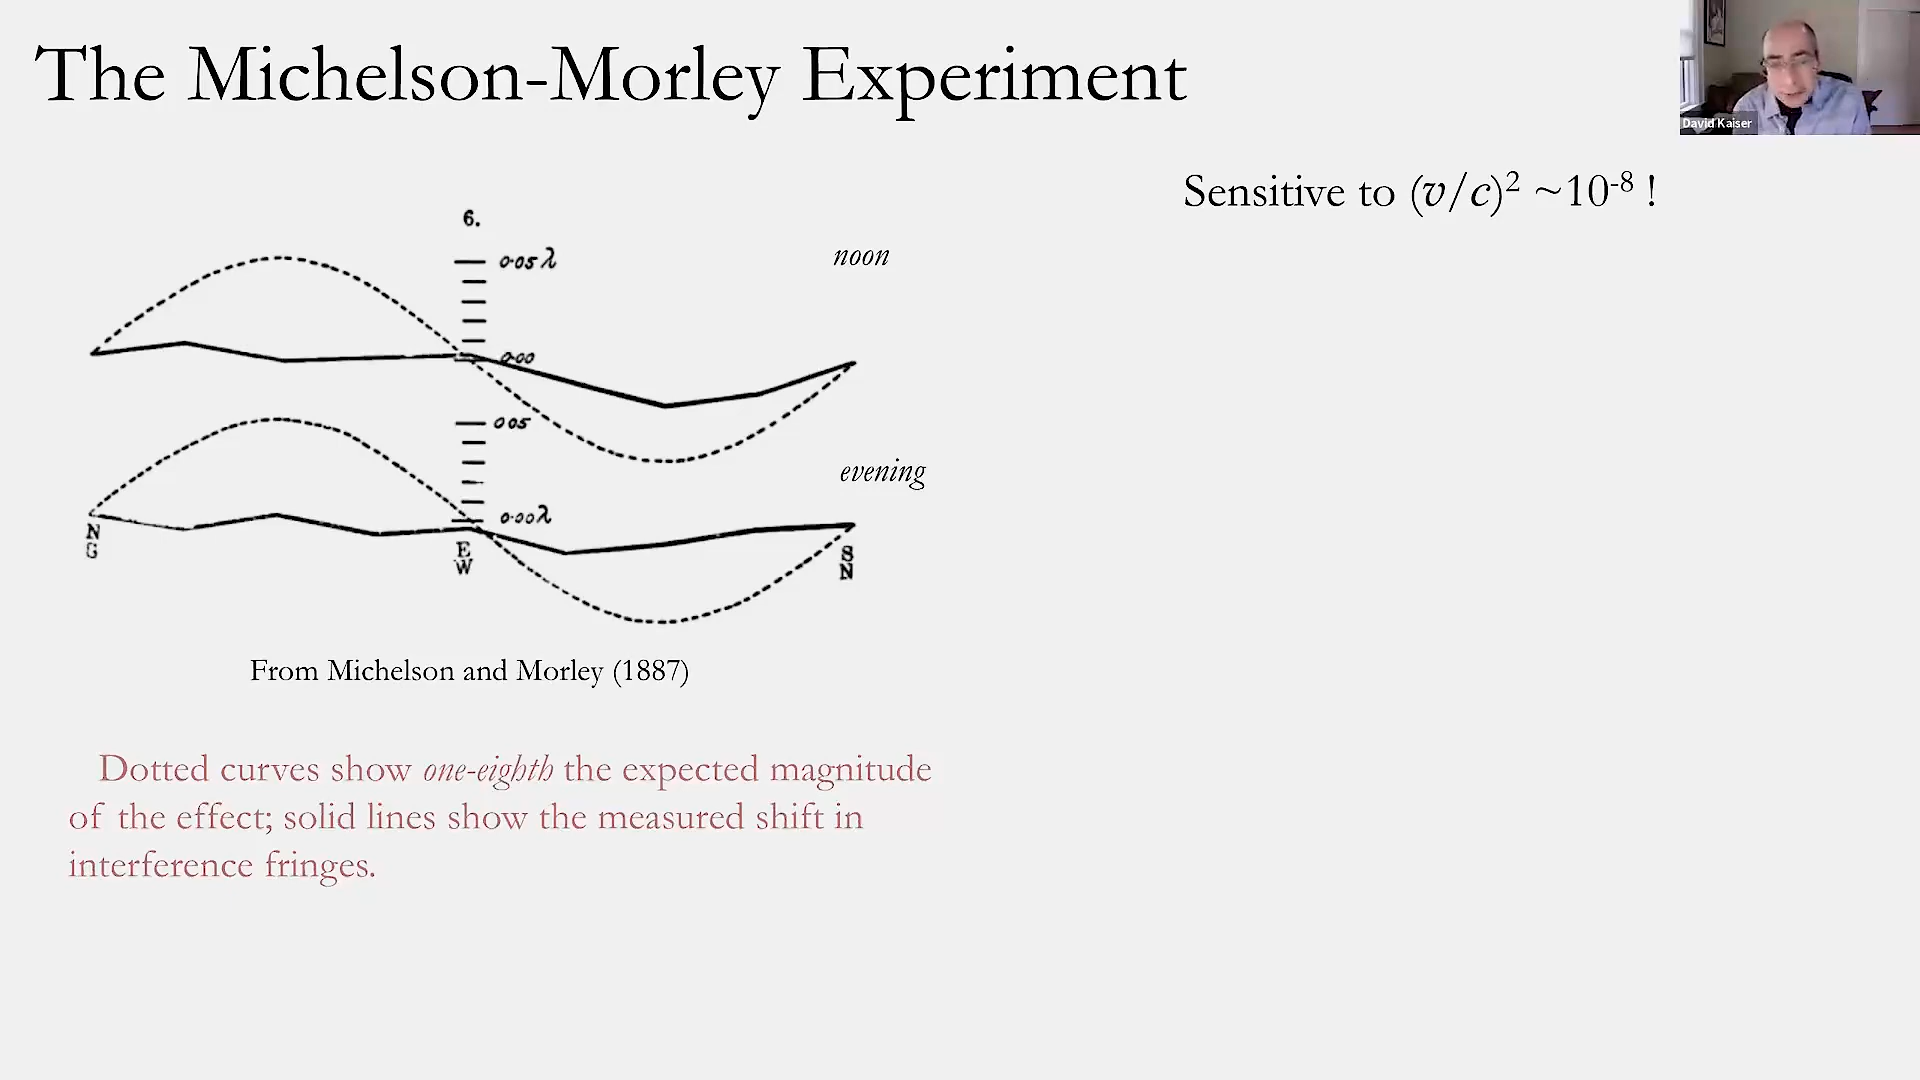 The Michelson-Morley Experiment
David Kaiser
Sensitive to (v/c)² ~10⁻⁸ !
6.
0·05 λ
noon
0·00
0 05
evening
0·00 λ
N
E
S
W
N
From Michelson and Morley (1887)
Dotted curves show one-eighth the expected magnitude
of the effect; solid lines show the measured shift in
interference fringes.